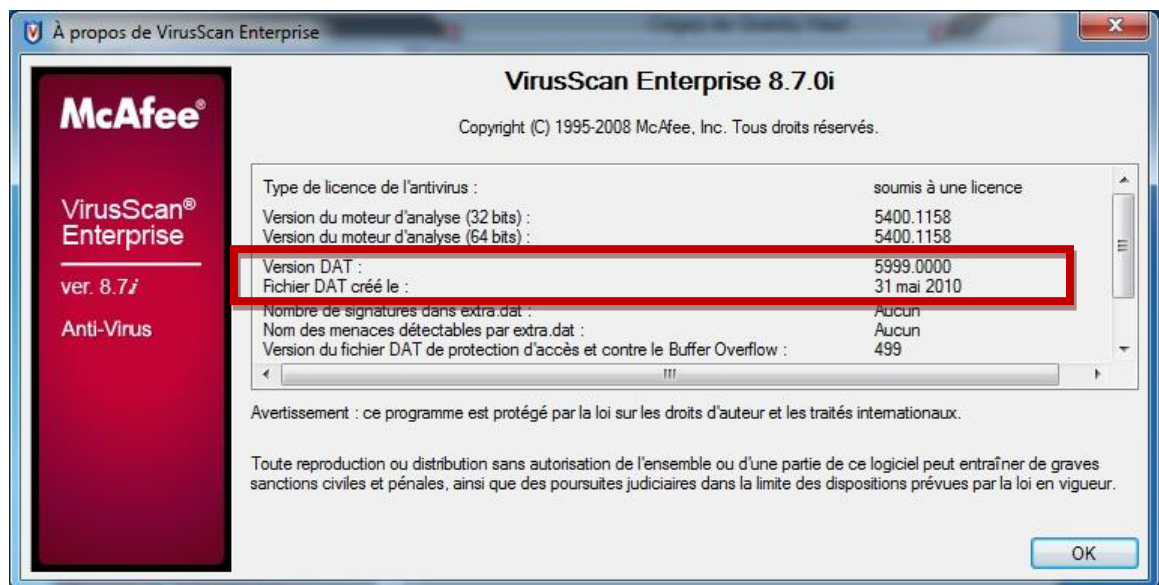 À propos de VirusScan Enterprise
McAfee®
VirusScan®
Enterprise
ver. 8.7i
Anti-Virus
VirusScan Enterprise 8.7.0i
Copyright (C) 1995-2008 McAfee, Inc. Tous droits réservés.
Type de licence de l'antivirus : soumis à une licence
Version du moteur d'analyse (32 bits) : 5400.1158
Version du moteur d'analyse (64 bits) : 5400.1158
Version DAT : 5999.0000
Fichier DAT créé le : 31 mai 2010
Nombre de signatures dans extra.dat : Aucun
Nom des menaces détectables par extra.dat : Aucun
Version du fichier DAT de protection d'accès et contre le Buffer Overflow : 499
Avertissement : ce programme est protégé par la loi sur les droits d'auteur et les traités internationaux.
Toute reproduction ou distribution sans autorisation de l'ensemble ou d'une partie de ce logiciel peut entraîner de graves
sanctions civiles et pénales, ainsi que des poursuites judiciaires dans la limite des dispositions prévues par la loi en vigueur.
OK